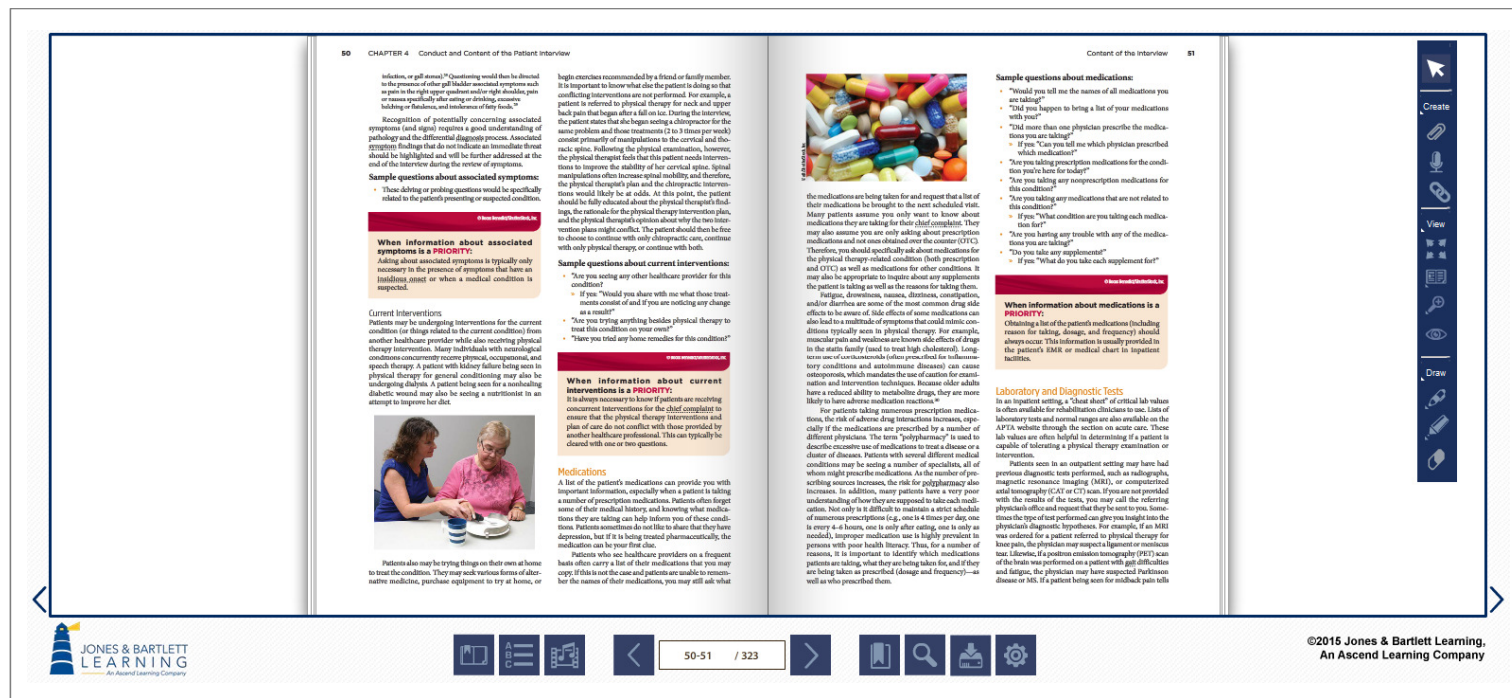 50 CHAPTER 4 Conduct and Content of the Patient Interview
infection, or gall stones).³⁸ Questioning would then be directed
to the presence of other gall bladder associated symptoms such
as pain in the right upper quadrant and/or right shoulder, pain
or nausea specifically after eating or drinking, excessive
belching or flatulence, and intolerance of fatty foods.³⁸
Recognition of potentially concerning associated
symptoms (and signs) requires a good understanding of
pathology and the differential diagnosis process. Associated
symptom findings that do not indicate an immediate threat
should be highlighted and will be further addressed at the
end of the interview during the review of symptoms.
Sample questions about associated symptoms:
• These delving or probing questions would be specifically
related to the patient's presenting or suspected condition.
When information about associated
symptoms is a PRIORITY:
Asking about associated symptoms is typically only
necessary in the presence of symptoms that have an
insidious onset or when a medical condition is
suspected.
Current Interventions
Patients may be undergoing interventions for the current
condition (or things related to the current condition) from
another healthcare provider while also receiving physical
therapy intervention. Many individuals with neurological
conditions concurrently receive physical, occupational, and
speech therapy. A patient with kidney failure being seen in
physical therapy for general conditioning may also be
undergoing dialysis. A patient being seen for a nonhealing
diabetic wound may also be seeing a nutritionist in an
attempt to improve her diet.
Patients also may be trying things on their own at home
to treat the condition. They may seek various forms of alter-
native medicine, purchase equipment to try at home, or
begin exercises recommended by a friend or family member.
It is important to know what else the patient is doing so that
conflicting interventions are not performed. For example, a
patient is referred to physical therapy for neck and upper
back pain that began after a fall on ice. During the interview,
the patient states that she began seeing a chiropractor for the
same problem and those treatments (2 to 3 times per week)
consist primarily of manipulations to the cervical and tho-
racic spine. Following the physical examination, however,
the physical therapist feels that this patient needs interven-
tions to improve the stability of her cervical spine. Spinal
manipulations often increase spinal mobility, and therefore,
the physical therapist's plan and the chiropractic interven-
tions would likely be at odds. At this point, the patient
should be fully educated about the physical therapist's find-
ings, the rationale for the physical therapy intervention plan,
and the physical therapist's opinion about why the two inter-
vention plans might conflict. The patient should then be free
to choose to continue with only chiropractic care, continue
with only physical therapy, or continue with both.
Sample questions about current interventions:
• "Are you seeing any other healthcare provider for this
condition?
» If yes: "Would you share with me what those treat-
ments consist of and if you are noticing any change
as a result?"
• "Are you trying anything besides physical therapy to
treat this condition on your own?"
• "Have you tried any home remedies for this condition?"
When information about current
interventions is a PRIORITY:
It is always necessary to know if patients are receiving
concurrent interventions for the chief complaint to
ensure that the physical therapy interventions and
plan of care do not conflict with those provided by
another healthcare professional. This can typically be
cleared with one or two questions.
Medications
A list of the patient's medications can provide you with
important information, especially when a patient is taking
a number of prescription medications. Patients often forget
some of their medical history, and knowing what medica-
tions they are taking can help inform you of these condi-
tions. Patients sometimes do not like to share that they have
depression, but if it is being treated pharmaceutically, the
medication can be your first clue.
Patients who see healthcare providers on a frequent
basis often carry a list of their medications that you may
copy. If this is not the case and patients are unable to remem-
ber the names of their medications, you may still ask what
Content of the Interview 51
the medications are being taken for and request that a list of
their medications be brought to the next scheduled visit.
Many patients assume you only want to know about
medications they are taking for their chief complaint. They
may also assume you are only asking about prescription
medications and not ones obtained over the counter (OTC).
Therefore, you should specifically ask about medications for
the physical therapy-related condition (both prescription
and OTC) as well as medications for other conditions. It
may also be appropriate to inquire about any supplements
the patient is taking as well as the reasons for taking them.
Fatigue, drowsiness, nausea, dizziness, constipation,
and/or diarrhea are some of the most common drug side
effects to be aware of. Side effects of some medications can
also lead to a multitude of symptoms that could mimic con-
ditions typically seen in physical therapy. For example,
muscular pain and weakness are known side effects of drugs
in the statin family (used to treat high cholesterol). Long-
term use of corticosteroids (often prescribed for inflamma-
tory conditions and autoimmune diseases) can cause
osteoporosis, which mandates the use of caution for exami-
nation and intervention techniques. Because older adults
have a reduced ability to metabolize drugs, they are more
likely to have adverse medication reactions.⁴⁰
For patients taking numerous prescription medica-
tions, the risk of adverse drug interactions increases, espe-
cially if the medications are prescribed by a number of
different physicians. The term "polypharmacy" is used to
describe excessive use of medications to treat a disease or a
cluster of diseases. Patients with several different medical
conditions may be seeing a number of specialists, all of
whom might prescribe medications. As the number of pre-
scribing sources increases, the risk for polypharmacy also
increases. In addition, many patients have a very poor
understanding of how they are supposed to take each medi-
cation. Not only is it difficult to maintain a strict schedule
of numerous prescriptions (e.g., one is 4 times per day, one
is every 4–6 hours, one is only after eating, one is only as
needed), improper medication use is highly prevalent in
persons with poor health literacy. Thus, for a number of
reasons, it is important to identify which medications
patients are taking, what they are being taken for, and if they
are being taken as prescribed (dosage and frequency)—as
well as who prescribed them.
Sample questions about medications:
• "Would you tell me the names of all medications you
are taking?"
• "Did you happen to bring a list of your medications
with you?"
• "Did more than one physician prescribe the medica-
tions you are taking?"
» If yes: "Can you tell me which physician prescribed
which medication?"
• "Are you taking prescription medications for the condi-
tion you're here for today?"
• "Are you taking any nonprescription medications for
this condition?"
• "Are you taking any medications that are not related to
this condition?"
» If yes: "What condition are you taking each medica-
tion for?"
• "Are you having any trouble with any of the medica-
tions you are taking?"
• "Do you take any supplements?"
» If yes: "What do you take each supplement for?"
When information about medications is a
PRIORITY:
Obtaining a list of the patient's medications (including
reason for taking, dosage, and frequency) should
always occur. This information is usually provided in
the patient's EMR or medical chart in inpatient
facilities.
Laboratory and Diagnostic Tests
In an inpatient setting, a "cheat sheet" of critical lab values
is often available for rehabilitation clinicians to use. Lists of
laboratory tests and normal ranges are also available on the
APTA website through the section on acute care. These
lab values are often helpful in determining if a patient is
capable of tolerating a physical therapy examination or
intervention.
Patients seen in an outpatient setting may have had
previous diagnostic tests performed, such as radiographs,
magnetic resonance imaging (MRI), or computerized
axial tomography (CAT or CT) scan. If you are not provided
with the results of the tests, you may call the referring
physician's office and request that they be sent to you. Some-
times the type of test performed can give you insight into the
physician's diagnostic hypotheses. For example, if an MRI
was ordered for a patient referred to physical therapy for
knee pain, the physician may suspect a ligament or meniscus
tear. Likewise, if a positron emission tomography (PET) scan
of the brain was performed on a patient with gait difficulties
and fatigue, the physician may have suspected Parkinson
disease or MS. If a patient being seen for midback pain tells
Create
View
Draw
JONES & BARTLETT
LEARNING
An Ascend Learning Company
A
B
C
50-51 / 323
©2015 Jones & Bartlett Learning,
An Ascend Learning Company